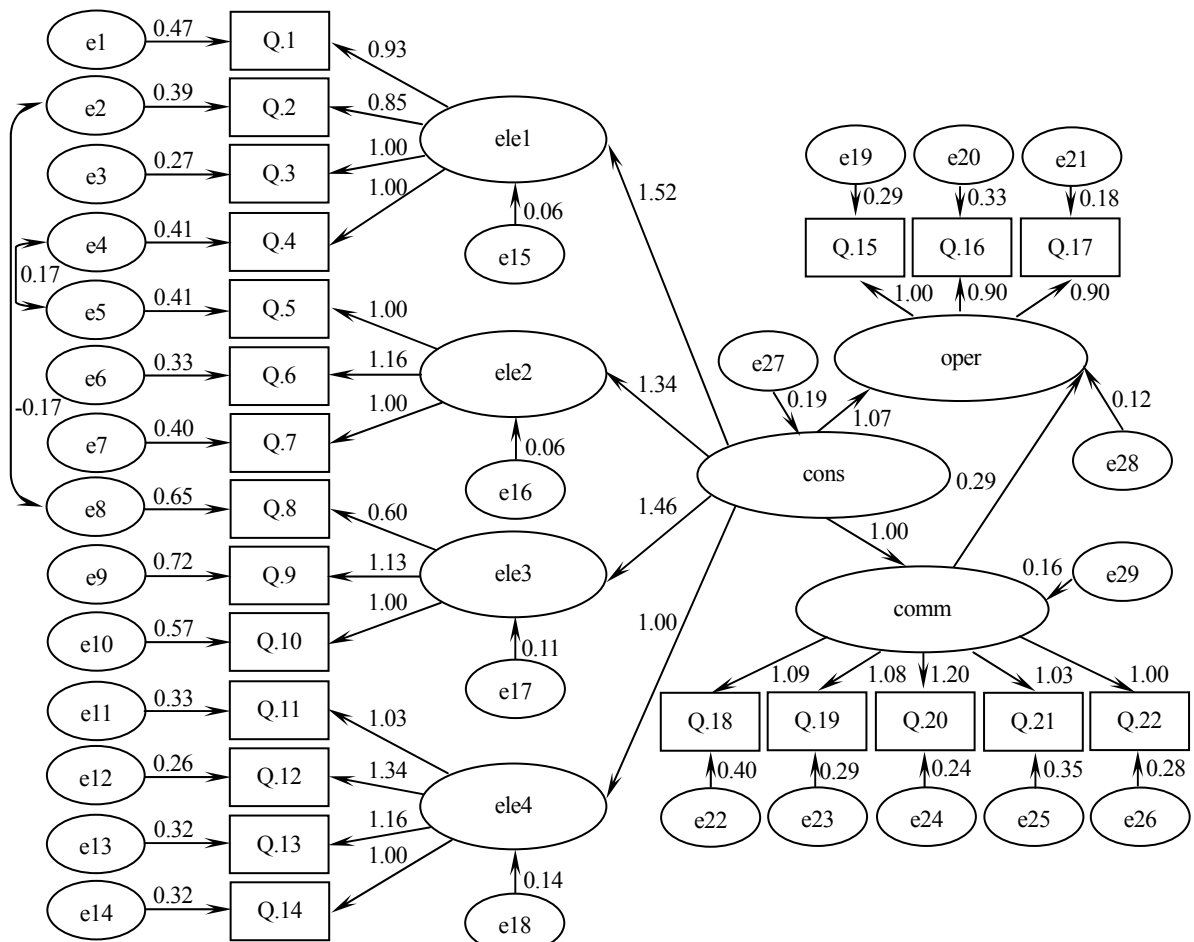 e1 0.47 Q.1 0.93
e2 0.39 Q.2 0.85
e3 0.27 Q.3 1.00
e4 0.41 Q.4 1.00
0.17
e5 0.41 Q.5 1.00
e6 0.33 Q.6 1.16
-0.17
e7 0.40 Q.7 1.00
e8 0.65 Q.8 0.60
e9 0.72 Q.9 1.13
e10 0.57 Q.10 1.00
e11 0.33 Q.11 1.03
e12 0.26 Q.12 1.34
e13 0.32 Q.13 1.16
e14 0.32 Q.14 1.00
ele1
0.06
e15
ele2
0.06
e16
ele3
0.11
e17
ele4
0.14
e18
1.52
1.34
1.46
1.00
e19 e20 e21
0.29 0.33 0.18
Q.15 Q.16 Q.17
1.00 0.90 0.90
oper
e27
0.19
1.07
0.12
e28
cons
0.29
1.00
0.16 e29
comm
1.09 1.08 1.20 1.03 1.00
Q.18 Q.19 Q.20 Q.21 Q.22
0.40 0.29 0.24 0.35 0.28
e22 e23 e24 e25 e26